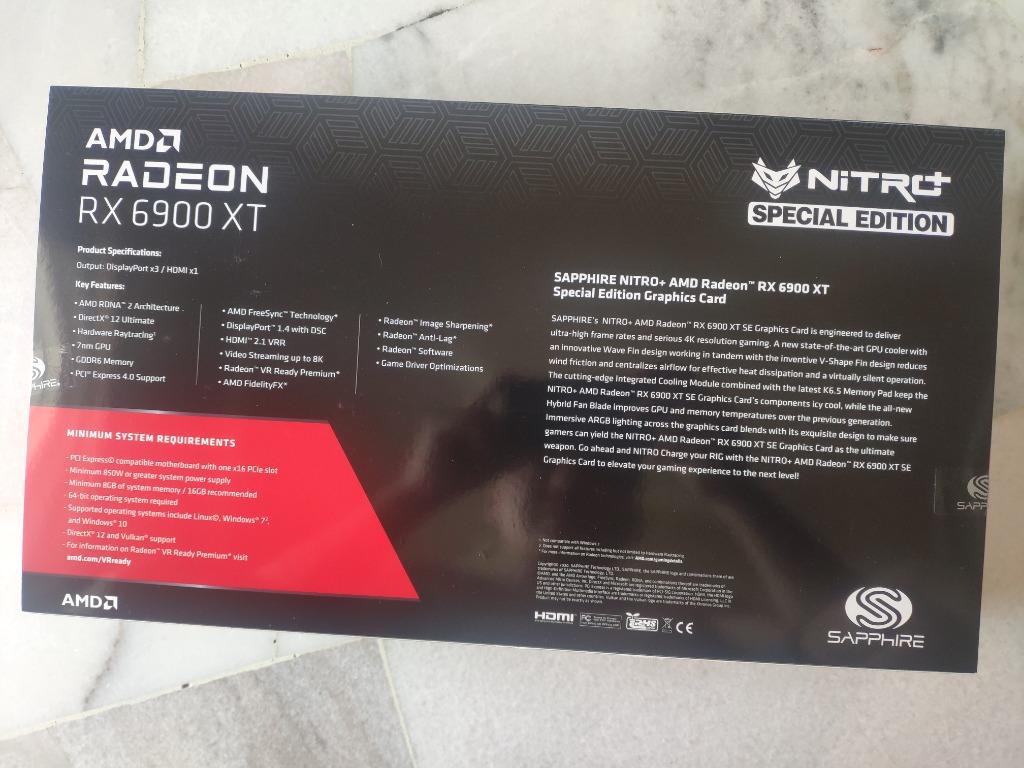 AMD
RADEON
RX 6900 XT
NiTRO+
SPECIAL EDITION
Product Specifications:
Output: DisplayPort x3 / HDMI x1
Key Features:
• AMD RDNA™ 2 Architecture
• DirectX® 12 Ultimate
• Hardware Raytracing¹
• 7nm GPU
• GDDR6 Memory
• PCI® Express 4.0 Support
• AMD FreeSync™ Technology*
• DisplayPort™ 1.4 with DSC
• HDMI™ 2.1 VRR
• Video Streaming up to 8K
• Radeon™ VR Ready Premium*
• AMD FidelityFX*
• Radeon™ Image Sharpening*
• Radeon™ Anti-Lag*
• Radeon™ Software
• Game Driver Optimizations
SAPPHIRE NITRO+ AMD Radeon™ RX 6900 XT
Special Edition Graphics Card
SAPPHIRE's NITRO+ AMD Radeon™ RX 6900 XT SE Graphics Card is engineered to deliver
ultra-high frame rates and serious 4K resolution gaming. A new state-of-the-art GPU cooler with
an innovative Wave Fin design working in tandem with the inventive V-Shape Fin design reduces
wind friction and centralizes airflow for effective heat dissipation and a virtually silent operation.
The cutting-edge Integrated Cooling Module combined with the latest K6.5 Memory Pad keep the
NITRO+ AMD Radeon™ RX 6900 XT SE Graphics Card's components icy cool, while the all-new
Hybrid Fan Blade improves GPU and memory temperatures over the previous generation.
Immersive ARGB lighting across the graphics card blends with its exquisite design to make sure
gamers can yield the NITRO+ AMD Radeon™ RX 6900 XT SE Graphics Card as the ultimate
weapon. Go ahead and NITRO Charge your RIG with the NITRO+ AMD Radeon™ RX 6900 XT SE
Graphics Card to elevate your gaming experience to the next level!
MINIMUM SYSTEM REQUIREMENTS
- PCI Express© compatible motherboard with one x16 PCIe slot
- Minimum 850W or greater system power supply
- Minimum 8GB of system memory / 16GB recommended
- 64-bit operating system required
- Supported operating systems include Linux©, Windows® 7²,
and Windows® 10
- DirectX® 12 and Vulkan® support
- For information on Radeon™ VR Ready Premium* visit
amd.com/VRready
AMD
HDMI
FC
RoHS
CE
SAPPHIRE